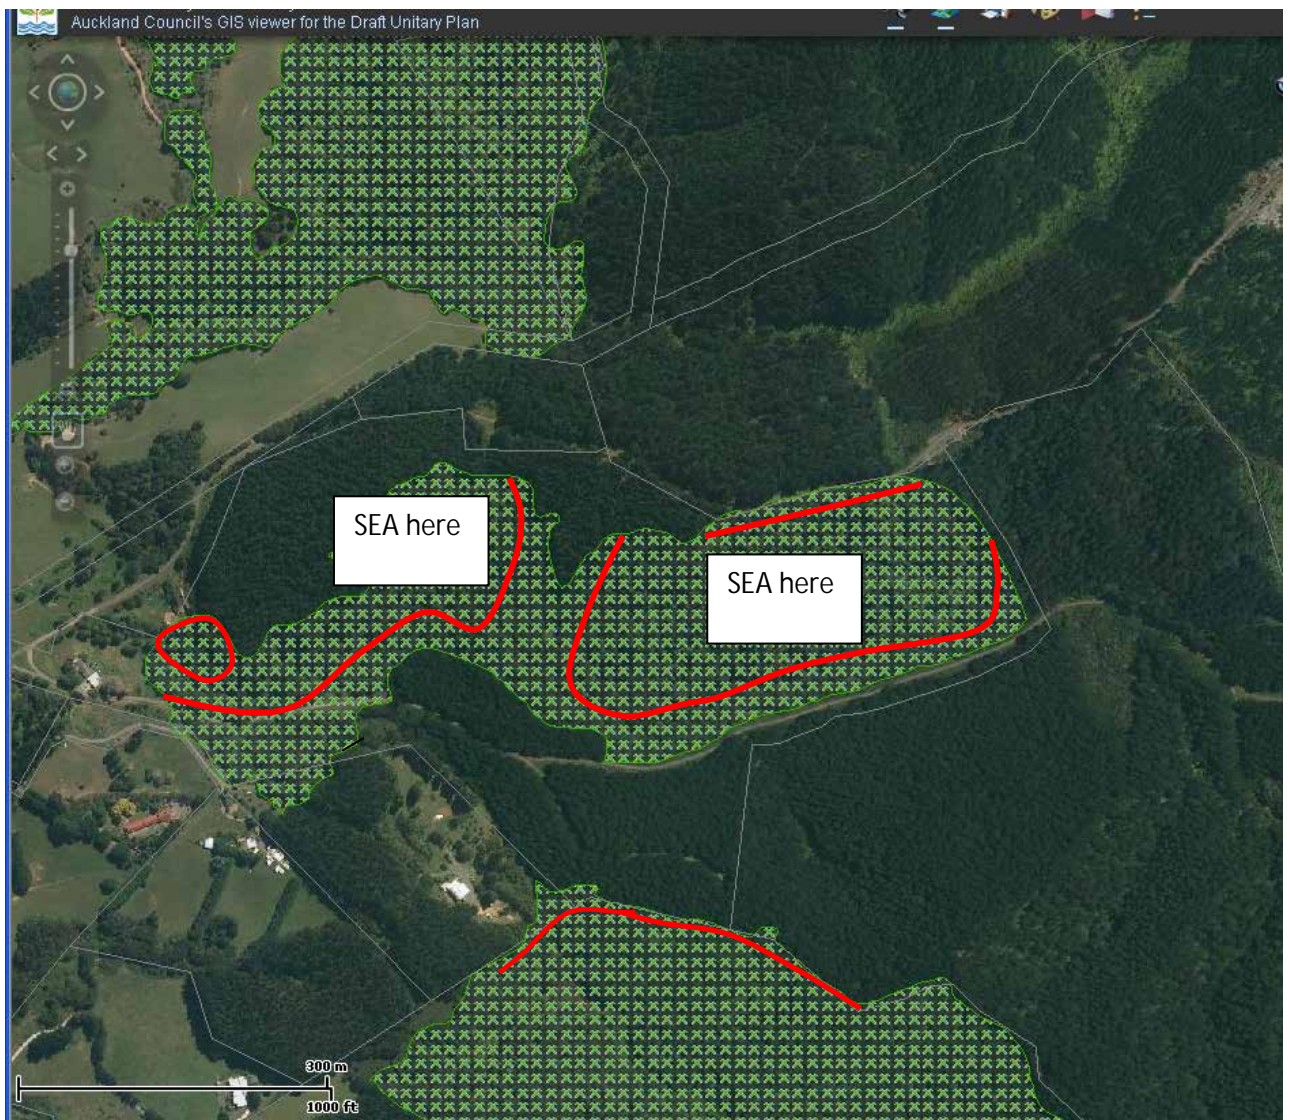 Auckland Council's GIS viewer for the Draft Unitary Plan
SEA here
SEA here
300 m
1000 ft